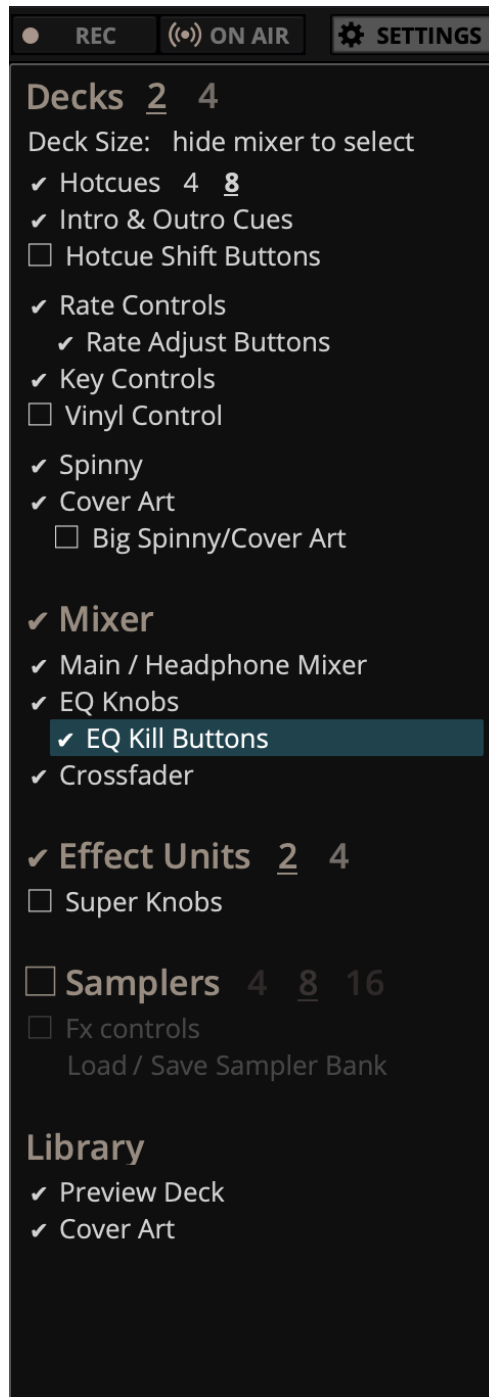 REC ON AIR SETTINGS
Decks 2 4
Deck Size: hide mixer to select
Hotcues 4 8
Intro & Outro Cues
Hotcue Shift Buttons
Rate Controls
Rate Adjust Buttons
Key Controls
Vinyl Control
Spinny
Cover Art
Big Spinny/Cover Art
Mixer
Main / Headphone Mixer
EQ Knobs
EQ Kill Buttons
Crossfader
Effect Units 2 4
Super Knobs
Samplers 4 8 16
Fx controls
Load / Save Sampler Bank
Library
Preview Deck
Cover Art